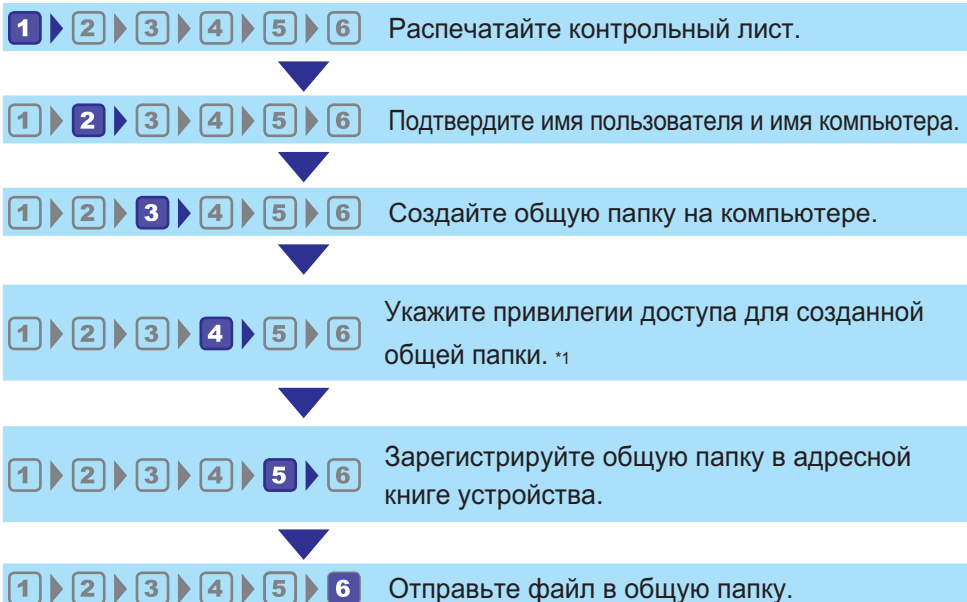 1 2 3 4 5 6 Распечатайте контрольный лист.
1 2 3 4 5 6 Подтвердите имя пользователя и имя компьютера.
1 2 3 4 5 6 Создайте общую папку на компьютере.
1 2 3 4 5 6 Укажите привилегии доступа для созданной
общей папки. *1
1 2 3 4 5 6 Зарегистрируйте общую папку в адресной
книге устройства.
1 2 3 4 5 6 Отправьте файл в общую папку.